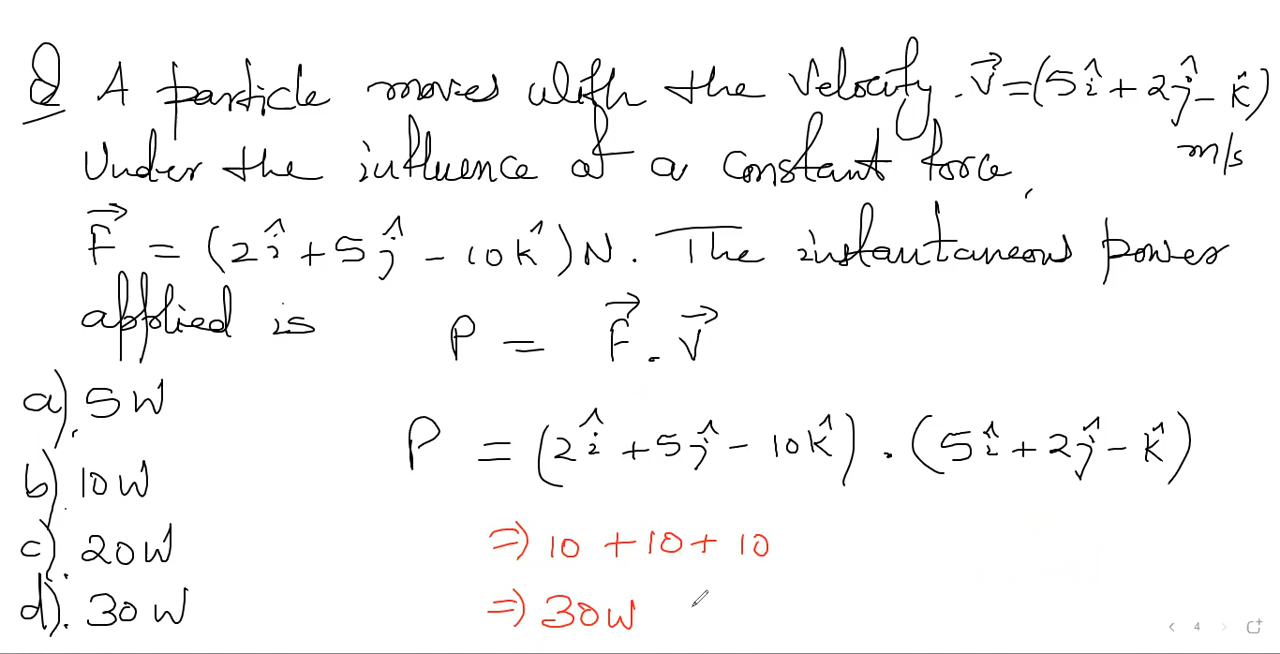 Q A particle moves with the Velocity. v⃗=(5î+2ĵ-k̂)
m/s
Under the influence of a constant force,
F⃗ = (2î+5ĵ-10k̂)N. The instantaneous power
applied is P = F⃗.v⃗
a). 5W
P = (2î+5ĵ-10k̂).(5î+2ĵ-k̂)
b) 10W
c). 20W
⇒ 10+10+10
d). 30W
⇒ 30W
< 4 >